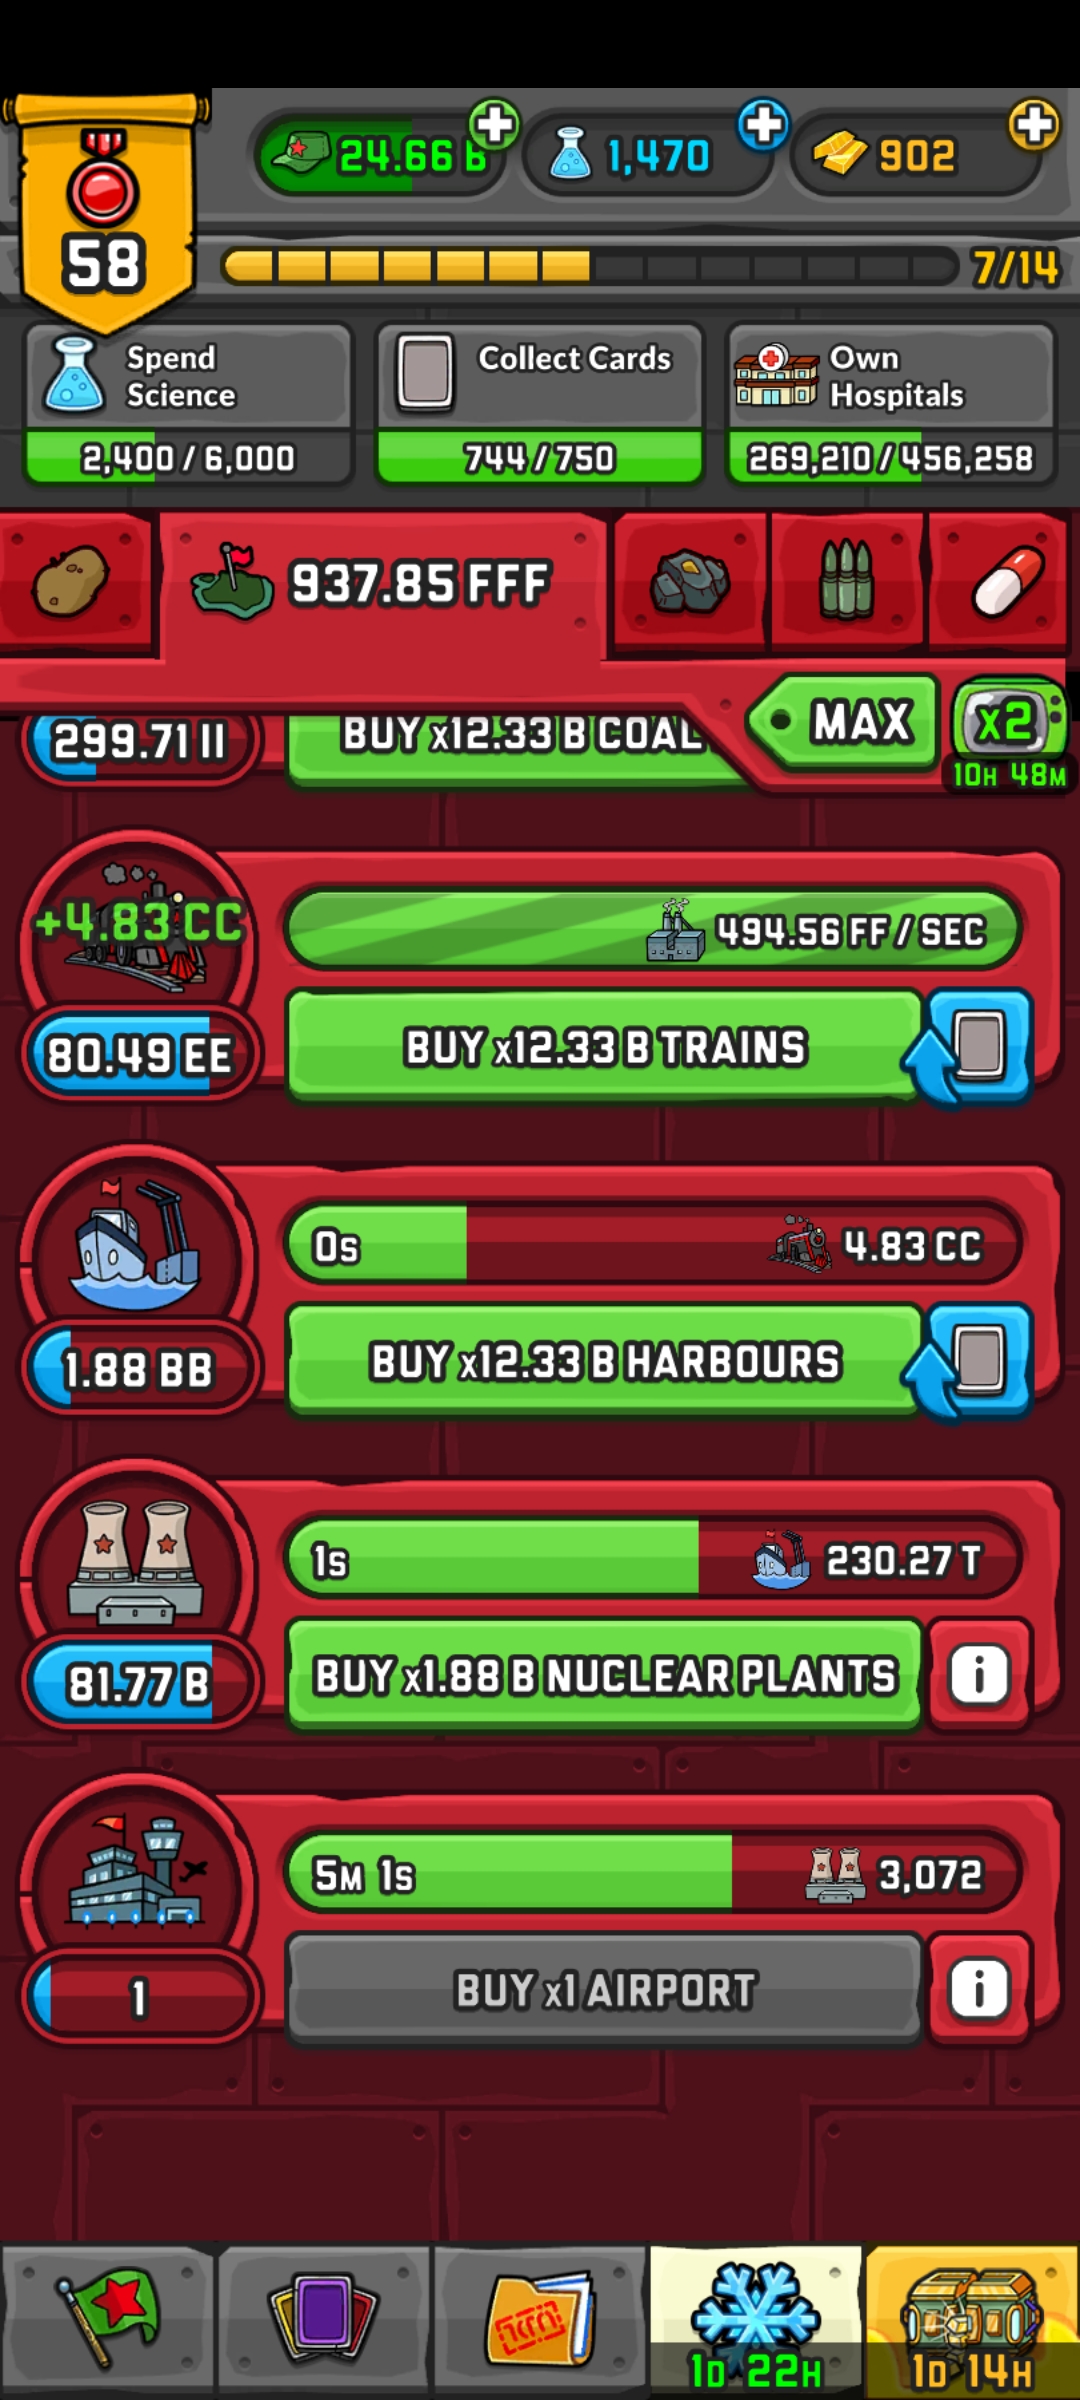 24.66 B
1,470
902
58
7/14
Spend
Science
2,400 / 6,000
Collect Cards
744 / 750
Own
Hospitals
269,210 / 456,258
937.85 FFF
MAX
x2
10H 48M
299.71 II
BUY x12.33 B COAL
+4.83 CC
494.56 FF / SEC
80.49 EE
BUY x12.33 B TRAINS
0s
4.83 CC
1.88 BB
BUY x12.33 B HARBOURS
1s
230.27 T
81.77 B
BUY x1.88 B NUCLEAR PLANTS
i
5M 1s
3,072
1
BUY x1 AIRPORT
i
1D 22H
1D 14H